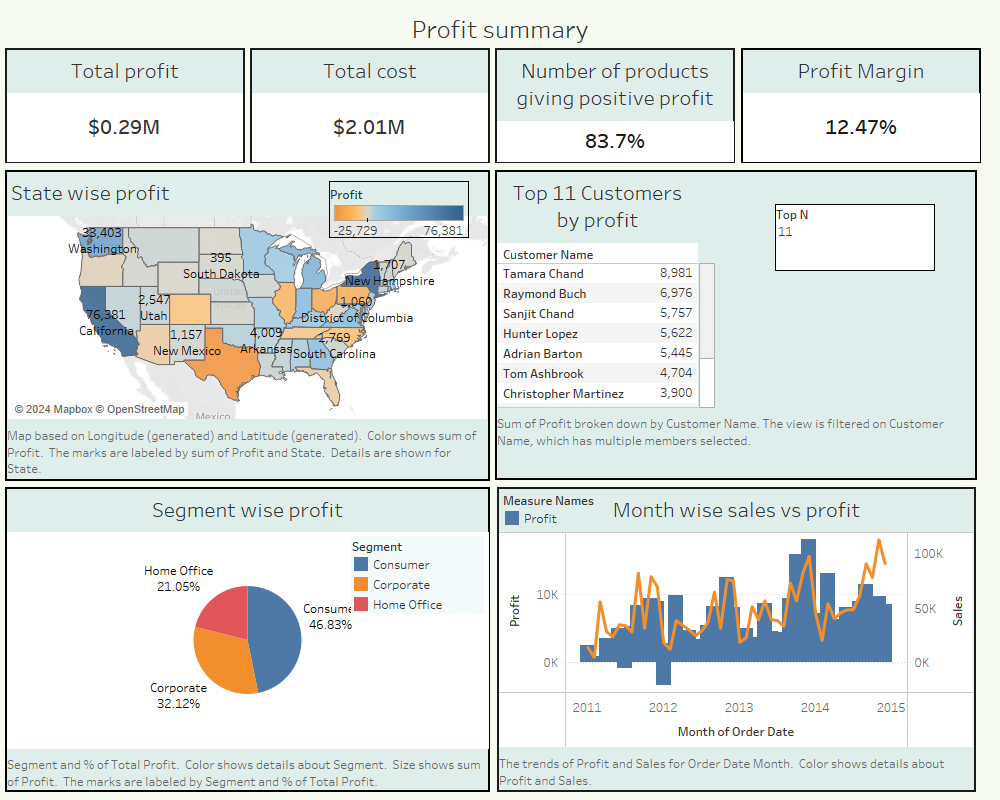 Profit summary
Total profit
$0.29M
Total cost
$2.01M
Number of products
giving positive profit
83.7%
Profit Margin
12.47%
State wise profit
Profit
-25,729 76,381
33,403
Washington
395
South Dakota
1,707
New Hampshire
United
States
2,547
Utah
1,060
District of Columbia
76,381
California
1,157
New Mexico
4,009
Arkansas
1,769
South Carolina
© 2024 Mapbox © OpenStreetMap
Mexico
Map based on Longitude (generated) and Latitude (generated). Color shows sum of
Profit. The marks are labeled by sum of Profit and State. Details are shown for
State.
Top 11 Customers
by profit
Top N
11
Customer Name
Tamara Chand 8,981
Raymond Buch 6,976
Sanjit Chand 5,757
Hunter Lopez 5,622
Adrian Barton 5,445
Tom Ashbrook 4,704
Christopher Martinez 3,900
Sum of Profit broken down by Customer Name. The view is filtered on Customer
Name, which has multiple members selected.
Segment wise profit
Segment
Consumer
Corporate
Home Office
Home Office
21.05%
Consume
46.83%
Corporate
32.12%
Segment and % of Total Profit. Color shows details about Segment. Size shows sum
of Profit. The marks are labeled by Segment and % of Total Profit.
Measure Names
Profit
Month wise sales vs profit
100K
10K
50K
Profit
Sales
0K
0K
2011 2012 2013 2014 2015
Month of Order Date
The trends of Profit and Sales for Order Date Month. Color shows details about
Profit and Sales.